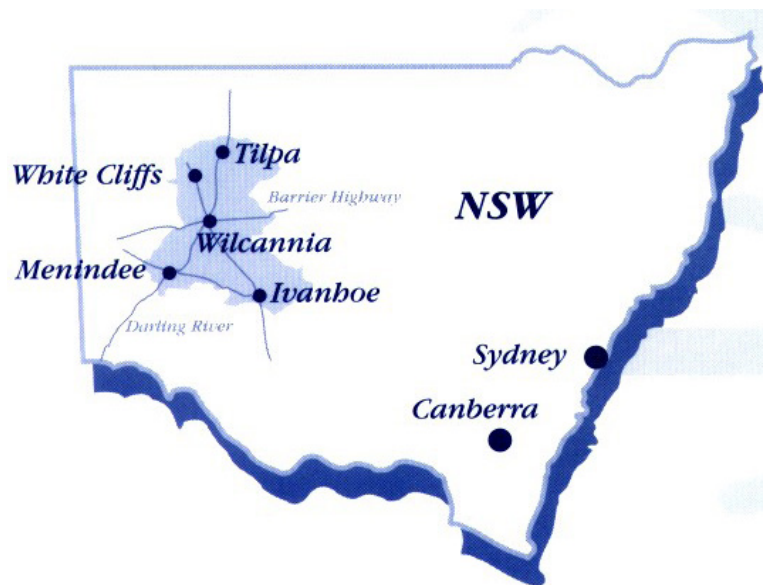 Tilpa
White Cliffs
Barrier Highway
NSW
Wilcannia
Menindee
Ivanhoe
Darling River
Sydney
Canberra